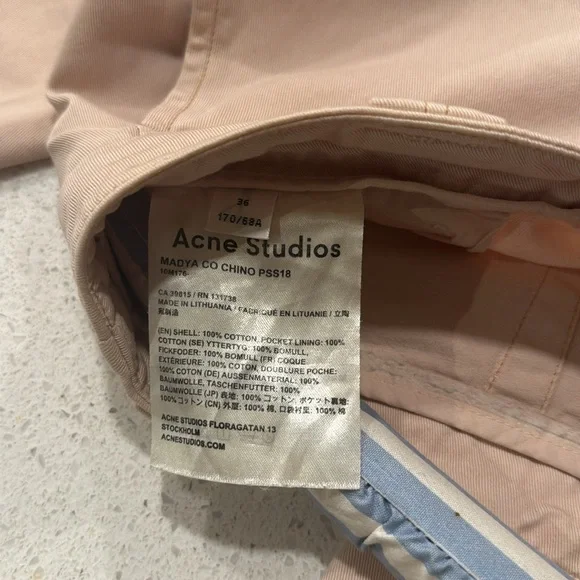 36
170/68A
Acne Studios
MADYA CO CHINO PSS18
CA 39815 / RN 131738
MADE IN LITHUANIA / FABRIQUÉ EN LITUANIE / 立陶
宛制造
(EN) SHELL: 100% COTTON, POCKET LINING: 100%
COTTON (SE) YTTERTYG: 100% BOMULL,
FICKFODER: 100% BOMULL (FR) COQUE
EXTÉRIEURE: 100% COTON, DOUBLURE POCHE:
100% COTON (DE) AUSSENMATERIAL: 100%
BAUMWOLLE, TASCHENFUTTER: 100%
BAUMWOLLE (JP) 表地: 100% コットン, ポケット裏地:
100% コットン (CN) 外层: 100% 棉, 口袋衬里: 100% 棉
ACNE STUDIOS FLORAGATAN 13
STOCKHOLM
ACNESTUDIOS.COM